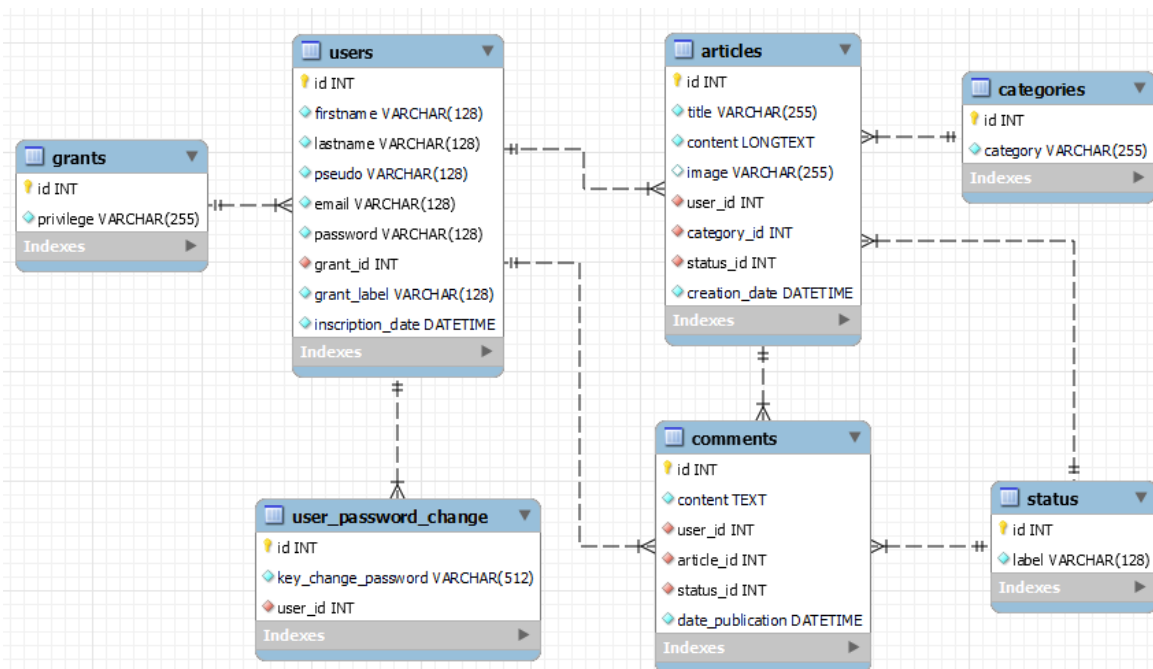 grants
id INT
privilege VARCHAR(255)
Indexes
users
id INT
firstname VARCHAR(128)
lastname VARCHAR(128)
pseudo VARCHAR(128)
email VARCHAR(128)
password VARCHAR(128)
grant_id INT
grant_label VARCHAR(128)
inscription_date DATETIME
Indexes
articles
id INT
title VARCHAR(255)
content LONGTEXT
image VARCHAR(255)
user_id INT
category_id INT
status_id INT
creation_date DATETIME
Indexes
categories
id INT
category VARCHAR(255)
Indexes
user_password_change
id INT
key_change_password VARCHAR(512)
user_id INT
Indexes
comments
id INT
content TEXT
user_id INT
article_id INT
status_id INT
date_publication DATETIME
Indexes
status
id INT
label VARCHAR(128)
Indexes